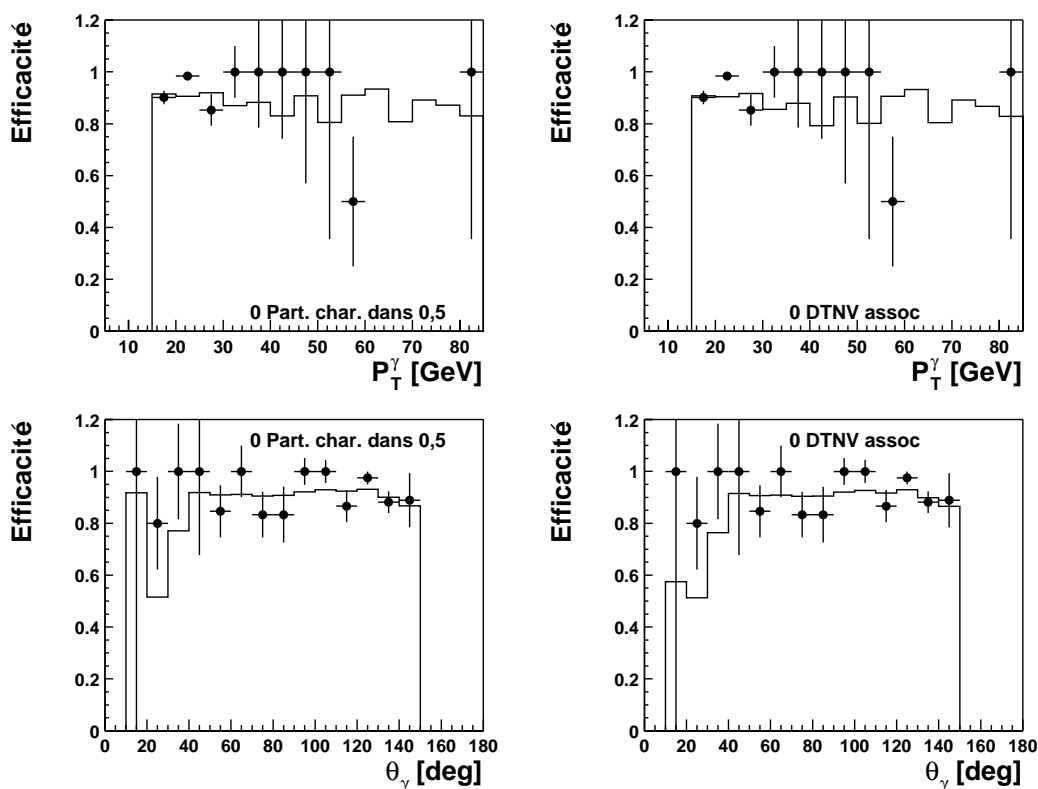 Efficacité
1.2
1
0.8
0.6
0.4
0.2
0
0 Part. char. dans 0,5
10 20 30 40 50 60 70 80
P_T^γ [GeV]
Efficacité
1.2
1
0.8
0.6
0.4
0.2
0
0 DTNV assoc
10 20 30 40 50 60 70 80
P_T^γ [GeV]
Efficacité
1.2
1
0.8
0.6
0.4
0.2
0
0 Part. char. dans 0,5
0 20 40 60 80 100 120 140 160 180
θ_γ [deg]
Efficacité
1.2
1
0.8
0.6
0.4
0.2
0
0 DTNV assoc
0 20 40 60 80 100 120 140 160 180
θ_γ [deg]